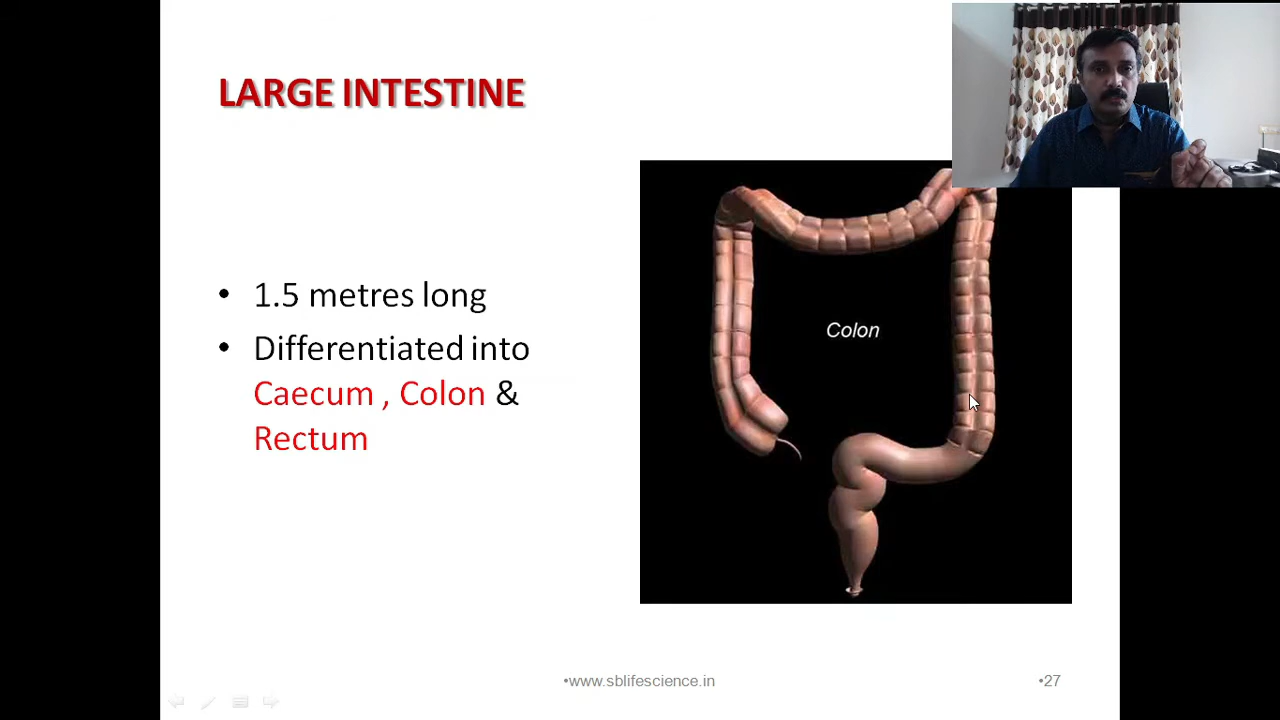 LARGE INTESTINE
• 1.5 metres long
• Differentiated into
Caecum , Colon &
Rectum
Colon
•www.sblifescience.in
•27